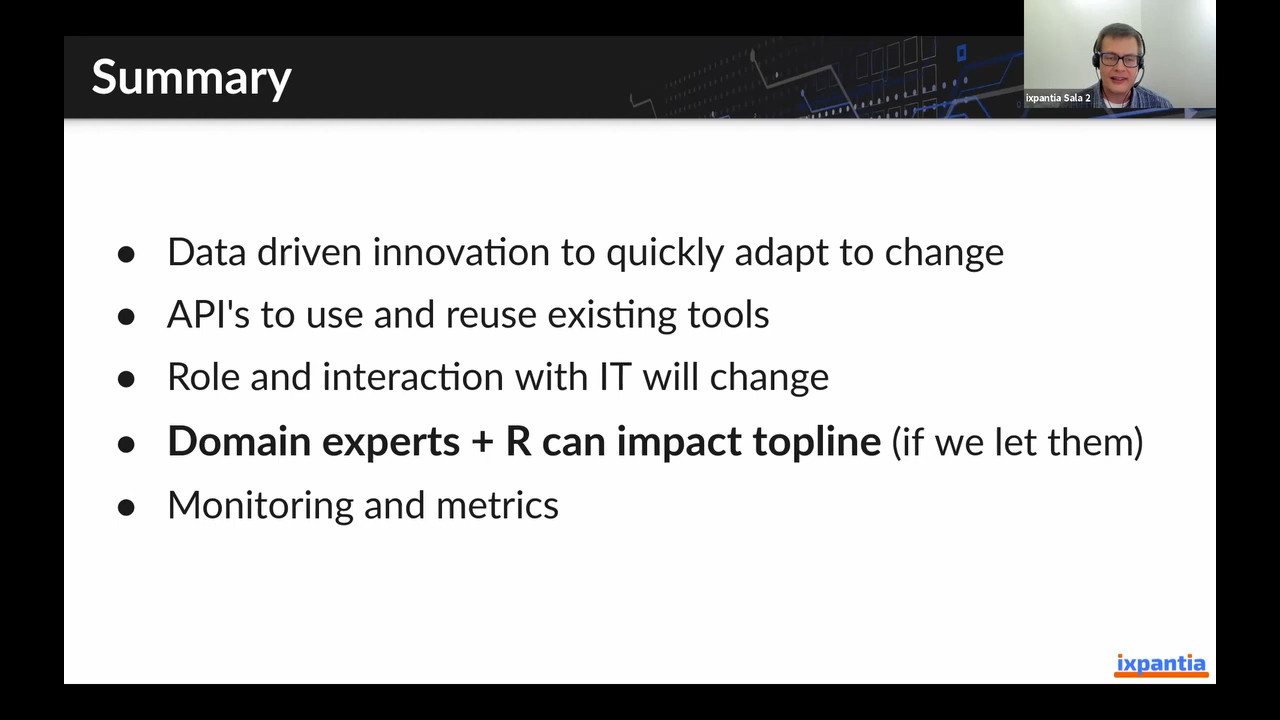 Summary
ixpantia Sala 2
● Data driven innovation to quickly adapt to change
● API's to use and reuse existing tools
● Role and interaction with IT will change
● Domain experts + R can impact topline (if we let them)
● Monitoring and metrics
ixpantia